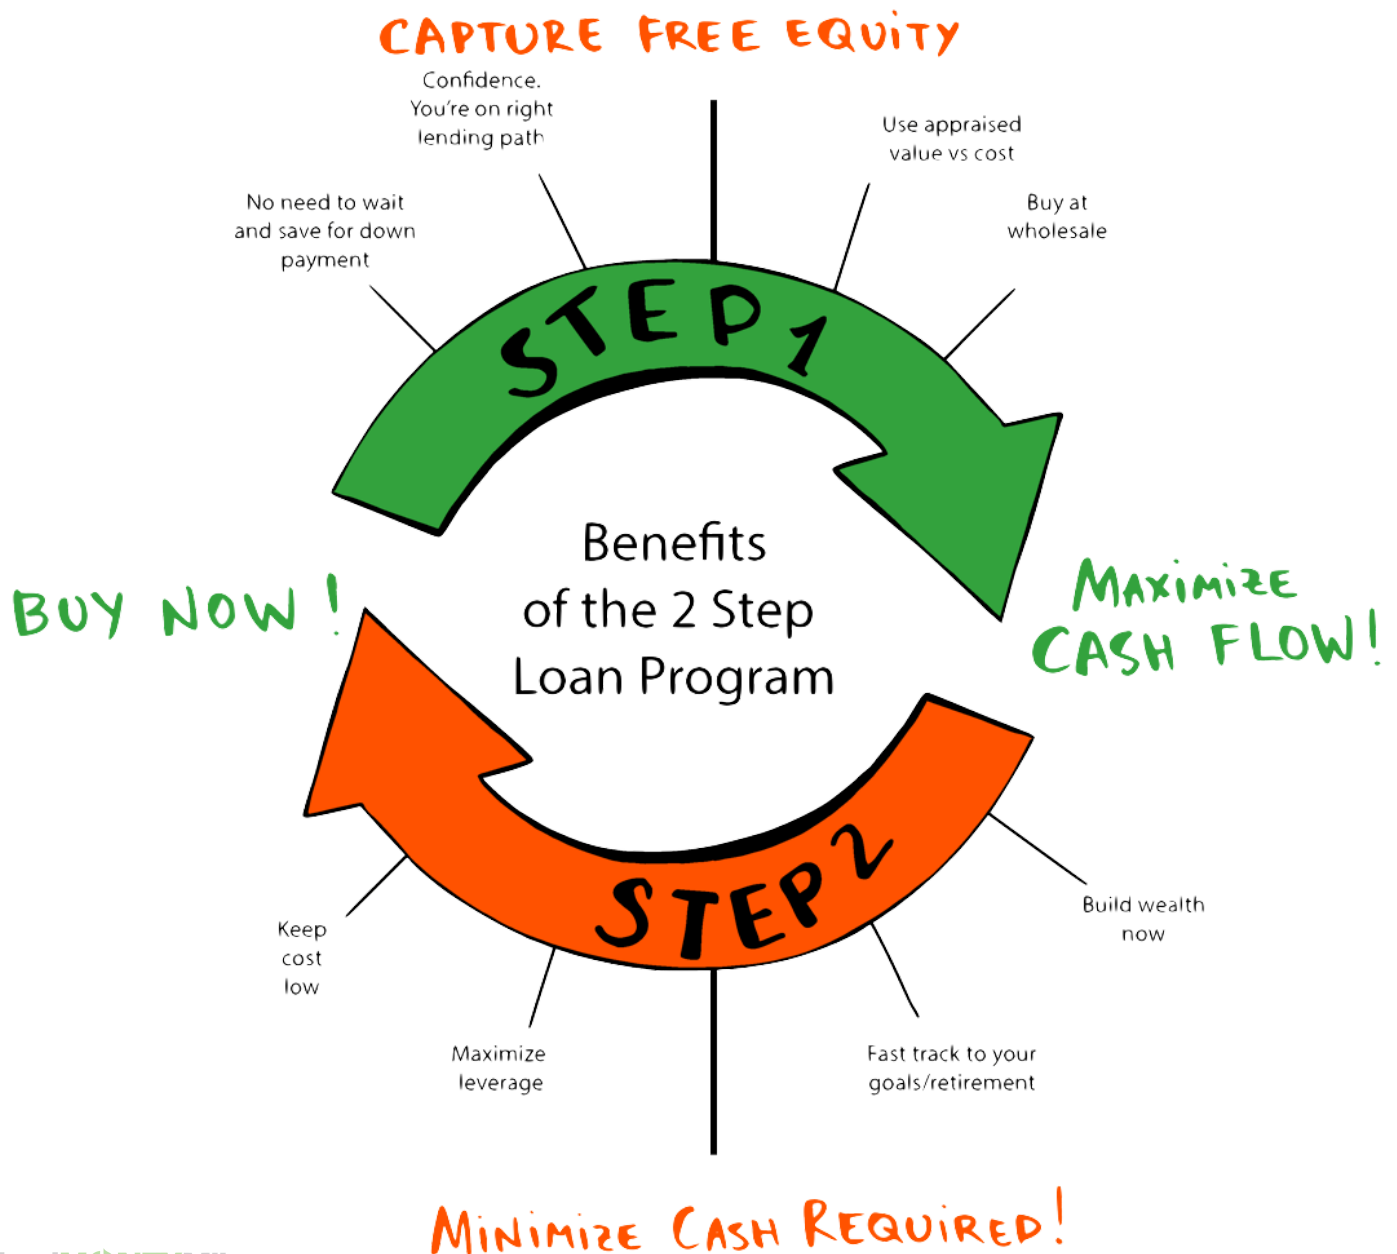 CAPTURE FREE EQUITY
Confidence.
You're on right
lending path
Use appraised
value vs cost
No need to wait
and save for down
payment
Buy at
wholesale
STEP 1
Benefits
of the 2 Step
Loan Program
BUY NOW!
MAXIMIZE
CASH FLOW!
STEP 2
Build wealth
now
Keep
cost
low
Maximize
leverage
Fast track to your
goals/retirement
MINIMIZE CASH REQUIRED!